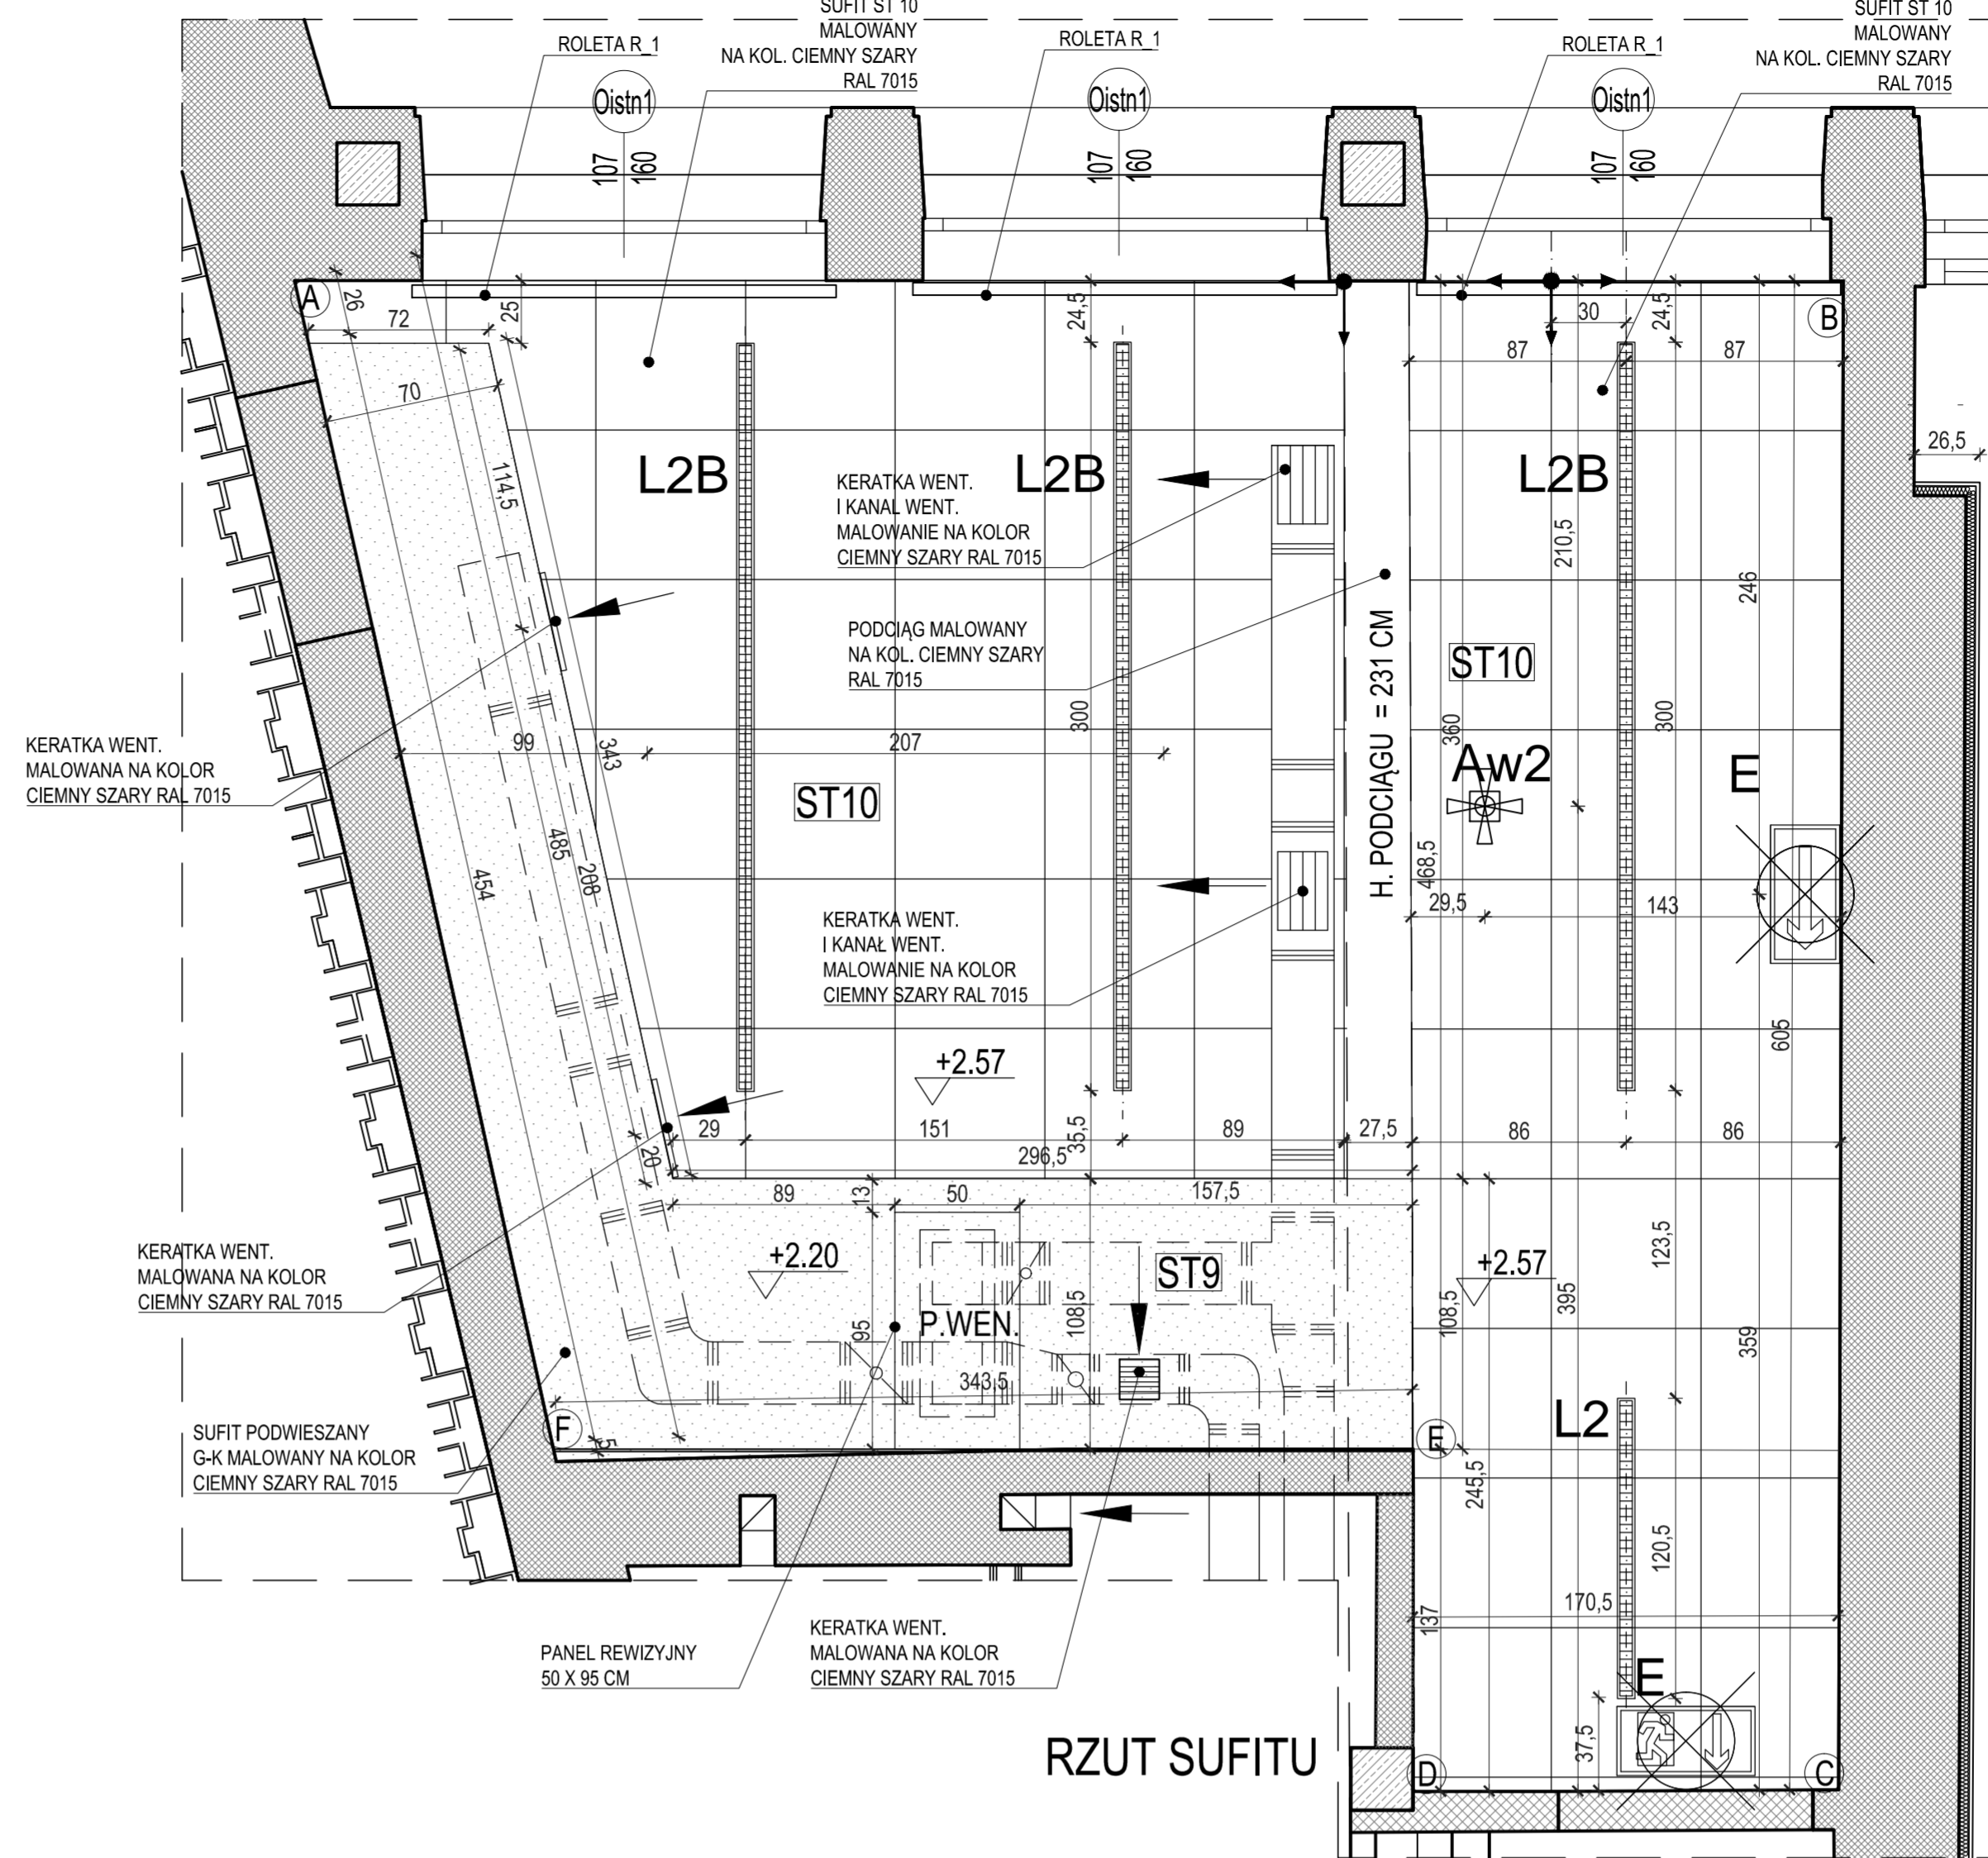 SUFIT ST 10
MALOWANY
NA KOL. CIEMNY SZARY
RAL 7015
SUFIT ST 10
MALOWANY
NA KOL. CIEMNY SZARY
RAL 7015
ROLETA R_1
ROLETA R_1
ROLETA R_1
Oistn1
107
160
Oistn1
107
160
Oistn1
107
160
A
26
72
25
24,5
30
24,5
B
87
87
70
26,5
114,5
L2B
L2B
L2B
KERATKA WENT.
I KANAL WENT.
MALOWANIE NA KOLOR
CIEMNY SZARY RAL 7015
210,5
246
PODCIĄG MALOWANY
NA KOL. CIEMNY SZARY
RAL 7015
H. PODCIĄGU = 231 CM
ST10
KERATKA WENT.
MALOWANA NA KOLOR
CIEMNY SZARY RAL 7015
99
343
207
300
360
300
Aw2
E
ST10
485
208
454
468,5
29,5
143
KERATKA WENT.
I KANAŁ WENT.
MALOWANIE NA KOLOR
CIEMNY SZARY RAL 7015
605
+2.57
29
151
35,5
89
27,5
86
86
296,5
20
89
13
50
157,5
KERATKA WENT.
MALOWANA NA KOLOR
CIEMNY SZARY RAL 7015
+2.20
ST9
+2.57
123,5
95
P.WEN.
108,5
108,5
395
359
343,5
F
5
E
L2
SUFIT PODWIESZANY
G-K MALOWANY NA KOLOR
CIEMNY SZARY RAL 7015
245,5
120,5
170,5
137
PANEL REWIZYJNY
50 X 95 CM
KERATKA WENT.
MALOWANA NA KOLOR
CIEMNY SZARY RAL 7015
E
37,5
RZUT SUFITU
D
C